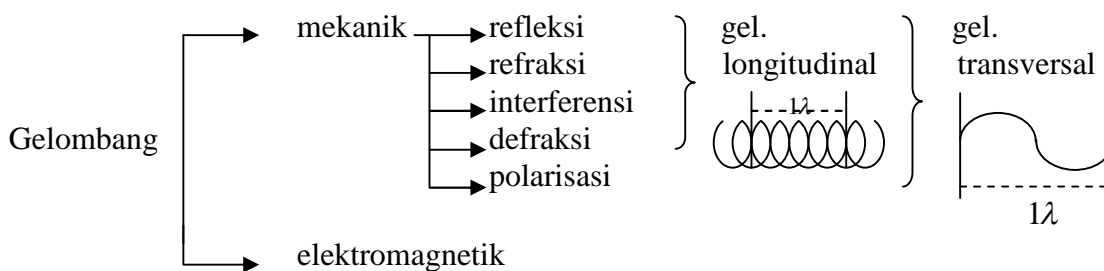 mekanik
refleksi
gel.
gel.
refraksi
longitudinal
transversal
interferensi
1λ
Gelombang
defraksi
polarisasi
1λ
elektromagnetik